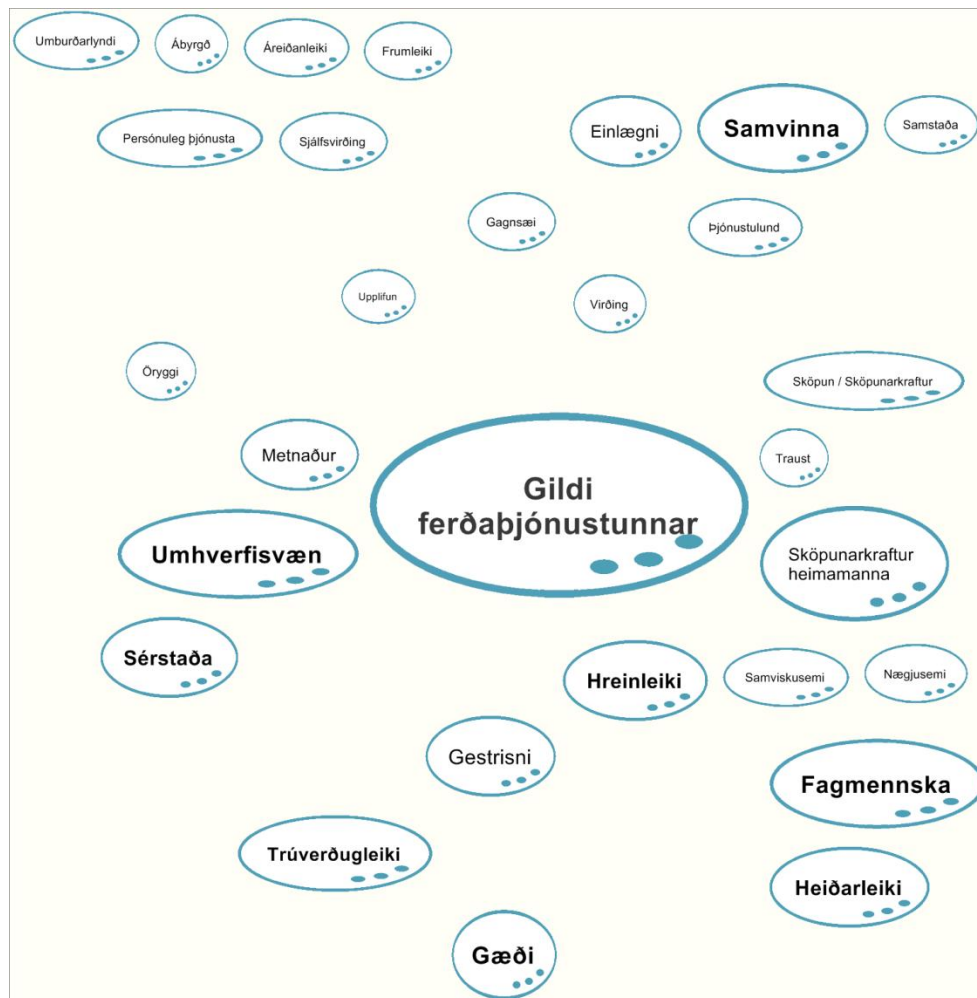 Umburðarlyndi
Ábyrgð
Áreiðanleiki
Frumleiki
Persónuleg þjónusta
Sjálfsvirðing
Einlægni
Samvinna
Samstaða
Gagnsæi
Þjónustulund
Upplifun
Virðing
Öryggi
Sköpun / Sköpunarkraftur
Metnaður
Gildi
ferðaþjónustunnar
Traust
Umhverfisvæn
Sköpunarkraftur
heimamanna
Sérstaða
Hreinleiki
Samviskusemi
Nægjusemi
Gestrisni
Fagmennska
Trúverðugleiki
Heiðarleiki
Gæði